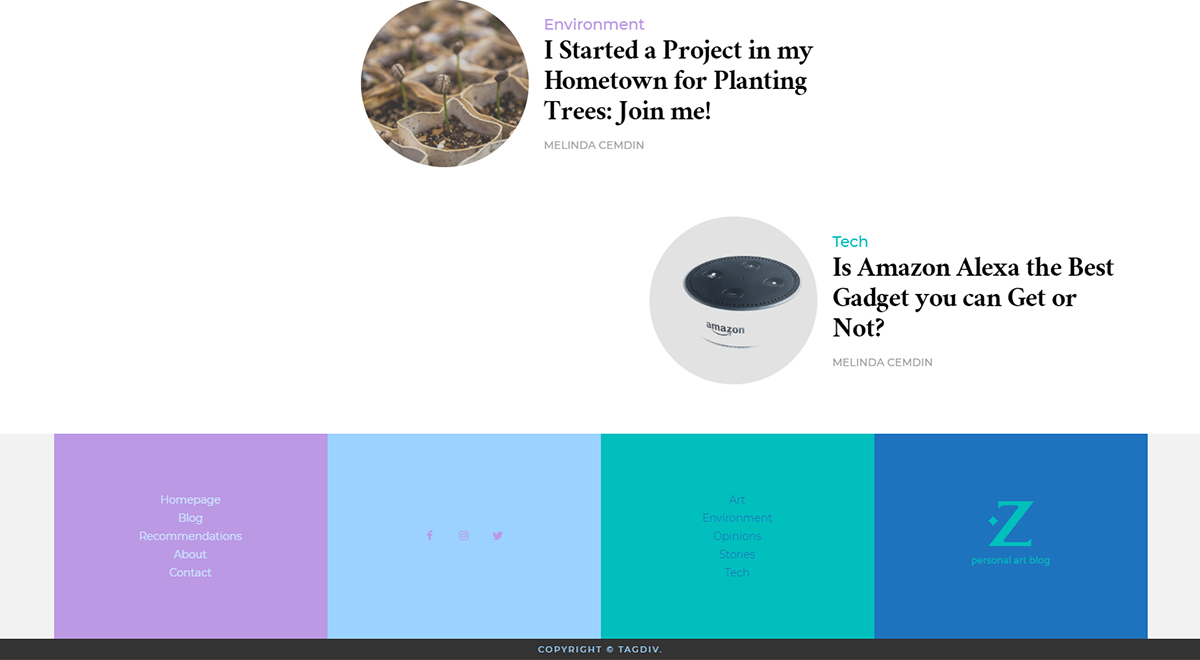 Environment
I Started a Project in my
Hometown for Planting
Trees: Join me!
MELINDA CEMDIN
amazon
Tech
Is Amazon Alexa the Best
Gadget you can Get or
Not?
MELINDA CEMDIN
Homepage
Blog
Recommendations
About
Contact
Art
Environment
Opinions
Stories
Tech
Z
personal art blog
COPYRIGHT © TAGDIV.